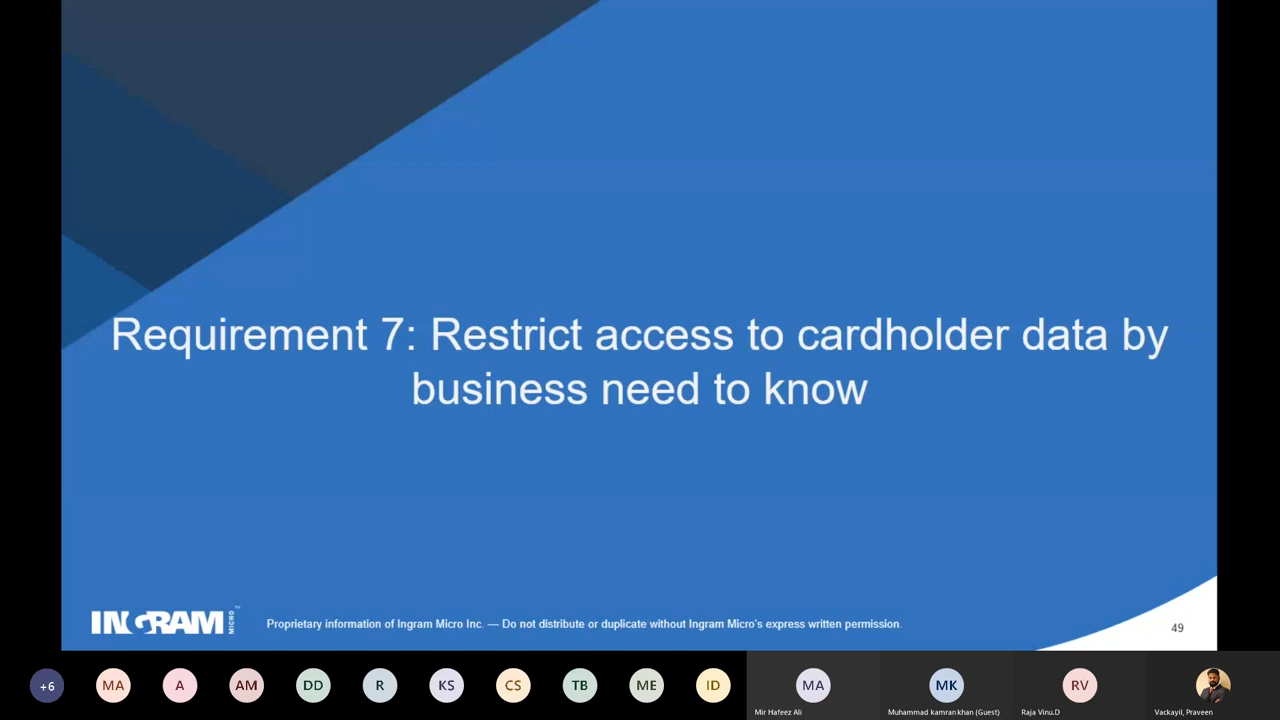 Requirement 7: Restrict access to cardholder data by
business need to know
INGRAM
MICRO
™
Proprietary information of Ingram Micro Inc. — Do not distribute or duplicate without Ingram Micro's express written permission.
49
+6
MA
A
AM
DD
R
KS
CS
TB
ME
ID
MA
MK
RV
Mir Hafeez Ali
Muhammad kamran khan (Guest)
Raja Vinu.D
Vackayil, Praveen